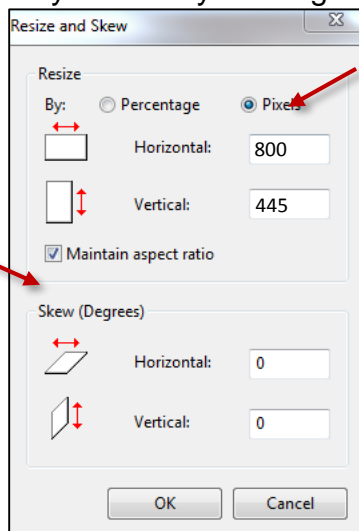 Resize and Skew
Resize
By: Percentage Pixels
Horizontal: 800
Vertical: 445
Maintain aspect ratio
Skew (Degrees)
Horizontal: 0
Vertical: 0
OK Cancel